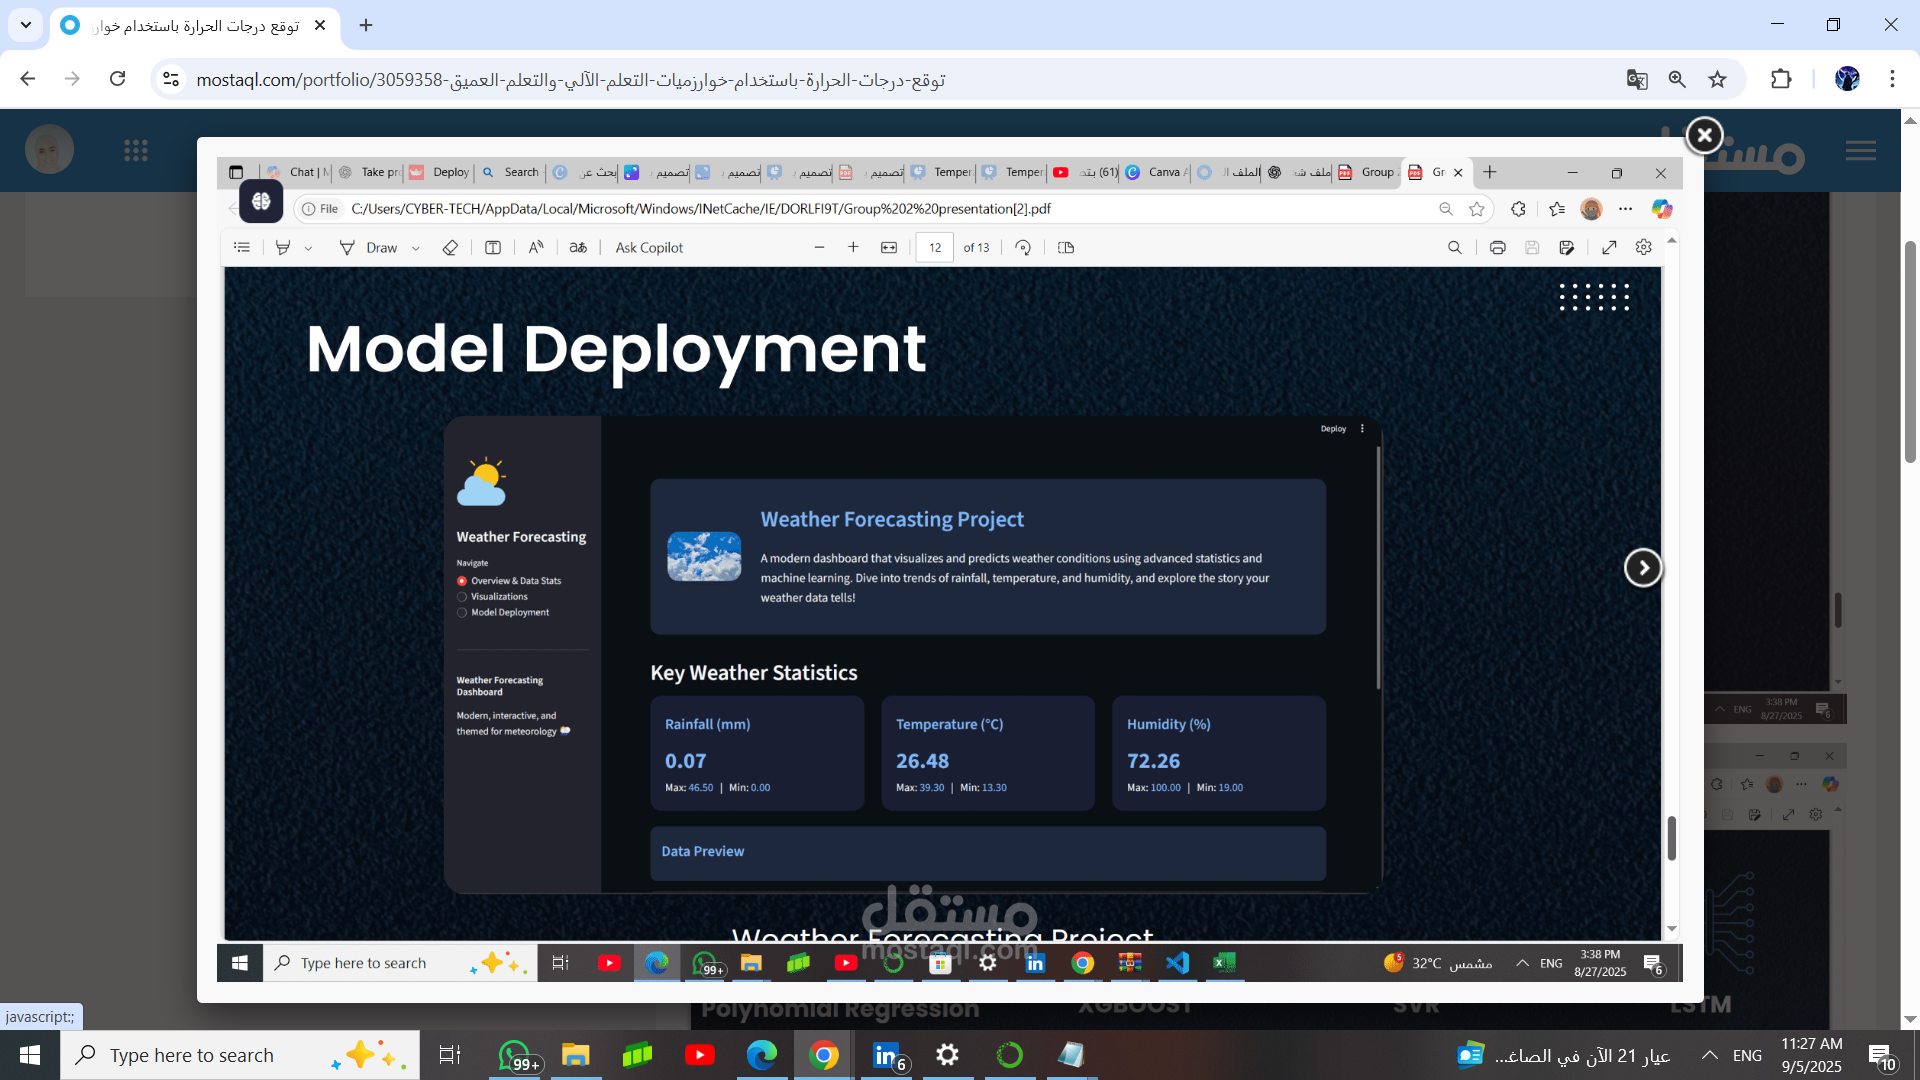 توقع درجات الحرارة باستخدام خوارز
mostaql.com/portfolio/3059358-توقع-درجات-الحرارة-باستخدام-خوارزميات-التعلم-الآلي-والتعلم-العميق
Chat | M
Take pr
Deploy
Search
بحث عن
تصميم
تصميم
تصميم
تصميم
Temper
Temper
(61)
Canva A
الملف ال
ملف شـ
Group
Gr
File
C:/Users/CYBER-TECH/AppData/Local/Microsoft/Windows/INetCache/IE/DORLFI9T/Group%202%20presentation[2].pdf
Draw
Ask Copilot
12 of 13
Model Deployment
Deploy
Weather Forecasting
Navigate
Overview & Data Stats
Visualizations
Model Deployment
Weather Forecasting
Dashboard
Modern, interactive, and
themed for meteorology
Weather Forecasting Project
A modern dashboard that visualizes and predicts weather conditions using advanced statistics and
machine learning. Dive into trends of rainfall, temperature, and humidity, and explore the story your
weather data tells!
Key Weather Statistics
Rainfall (mm)
0.07
Max: 46.50 | Min: 0.00
Temperature (°C)
26.48
Max: 39.30 | Min: 13.30
Humidity (%)
72.26
Max: 100.00 | Min: 19.00
Data Preview
Weather Forecasting Project
مستقل
mostaql.com
Type here to search
99+
32°C مشمس
ENG
3:38 PM
8/27/2025
6
ENG
3:38 PM
8/27/2025
6
Polynomial Regression
XGBOOST
SVR
LSTM
javascript:;
Type here to search
99+
6
عيار 21 الآن في الصاغ...
ENG
11:27 AM
9/5/2025
10